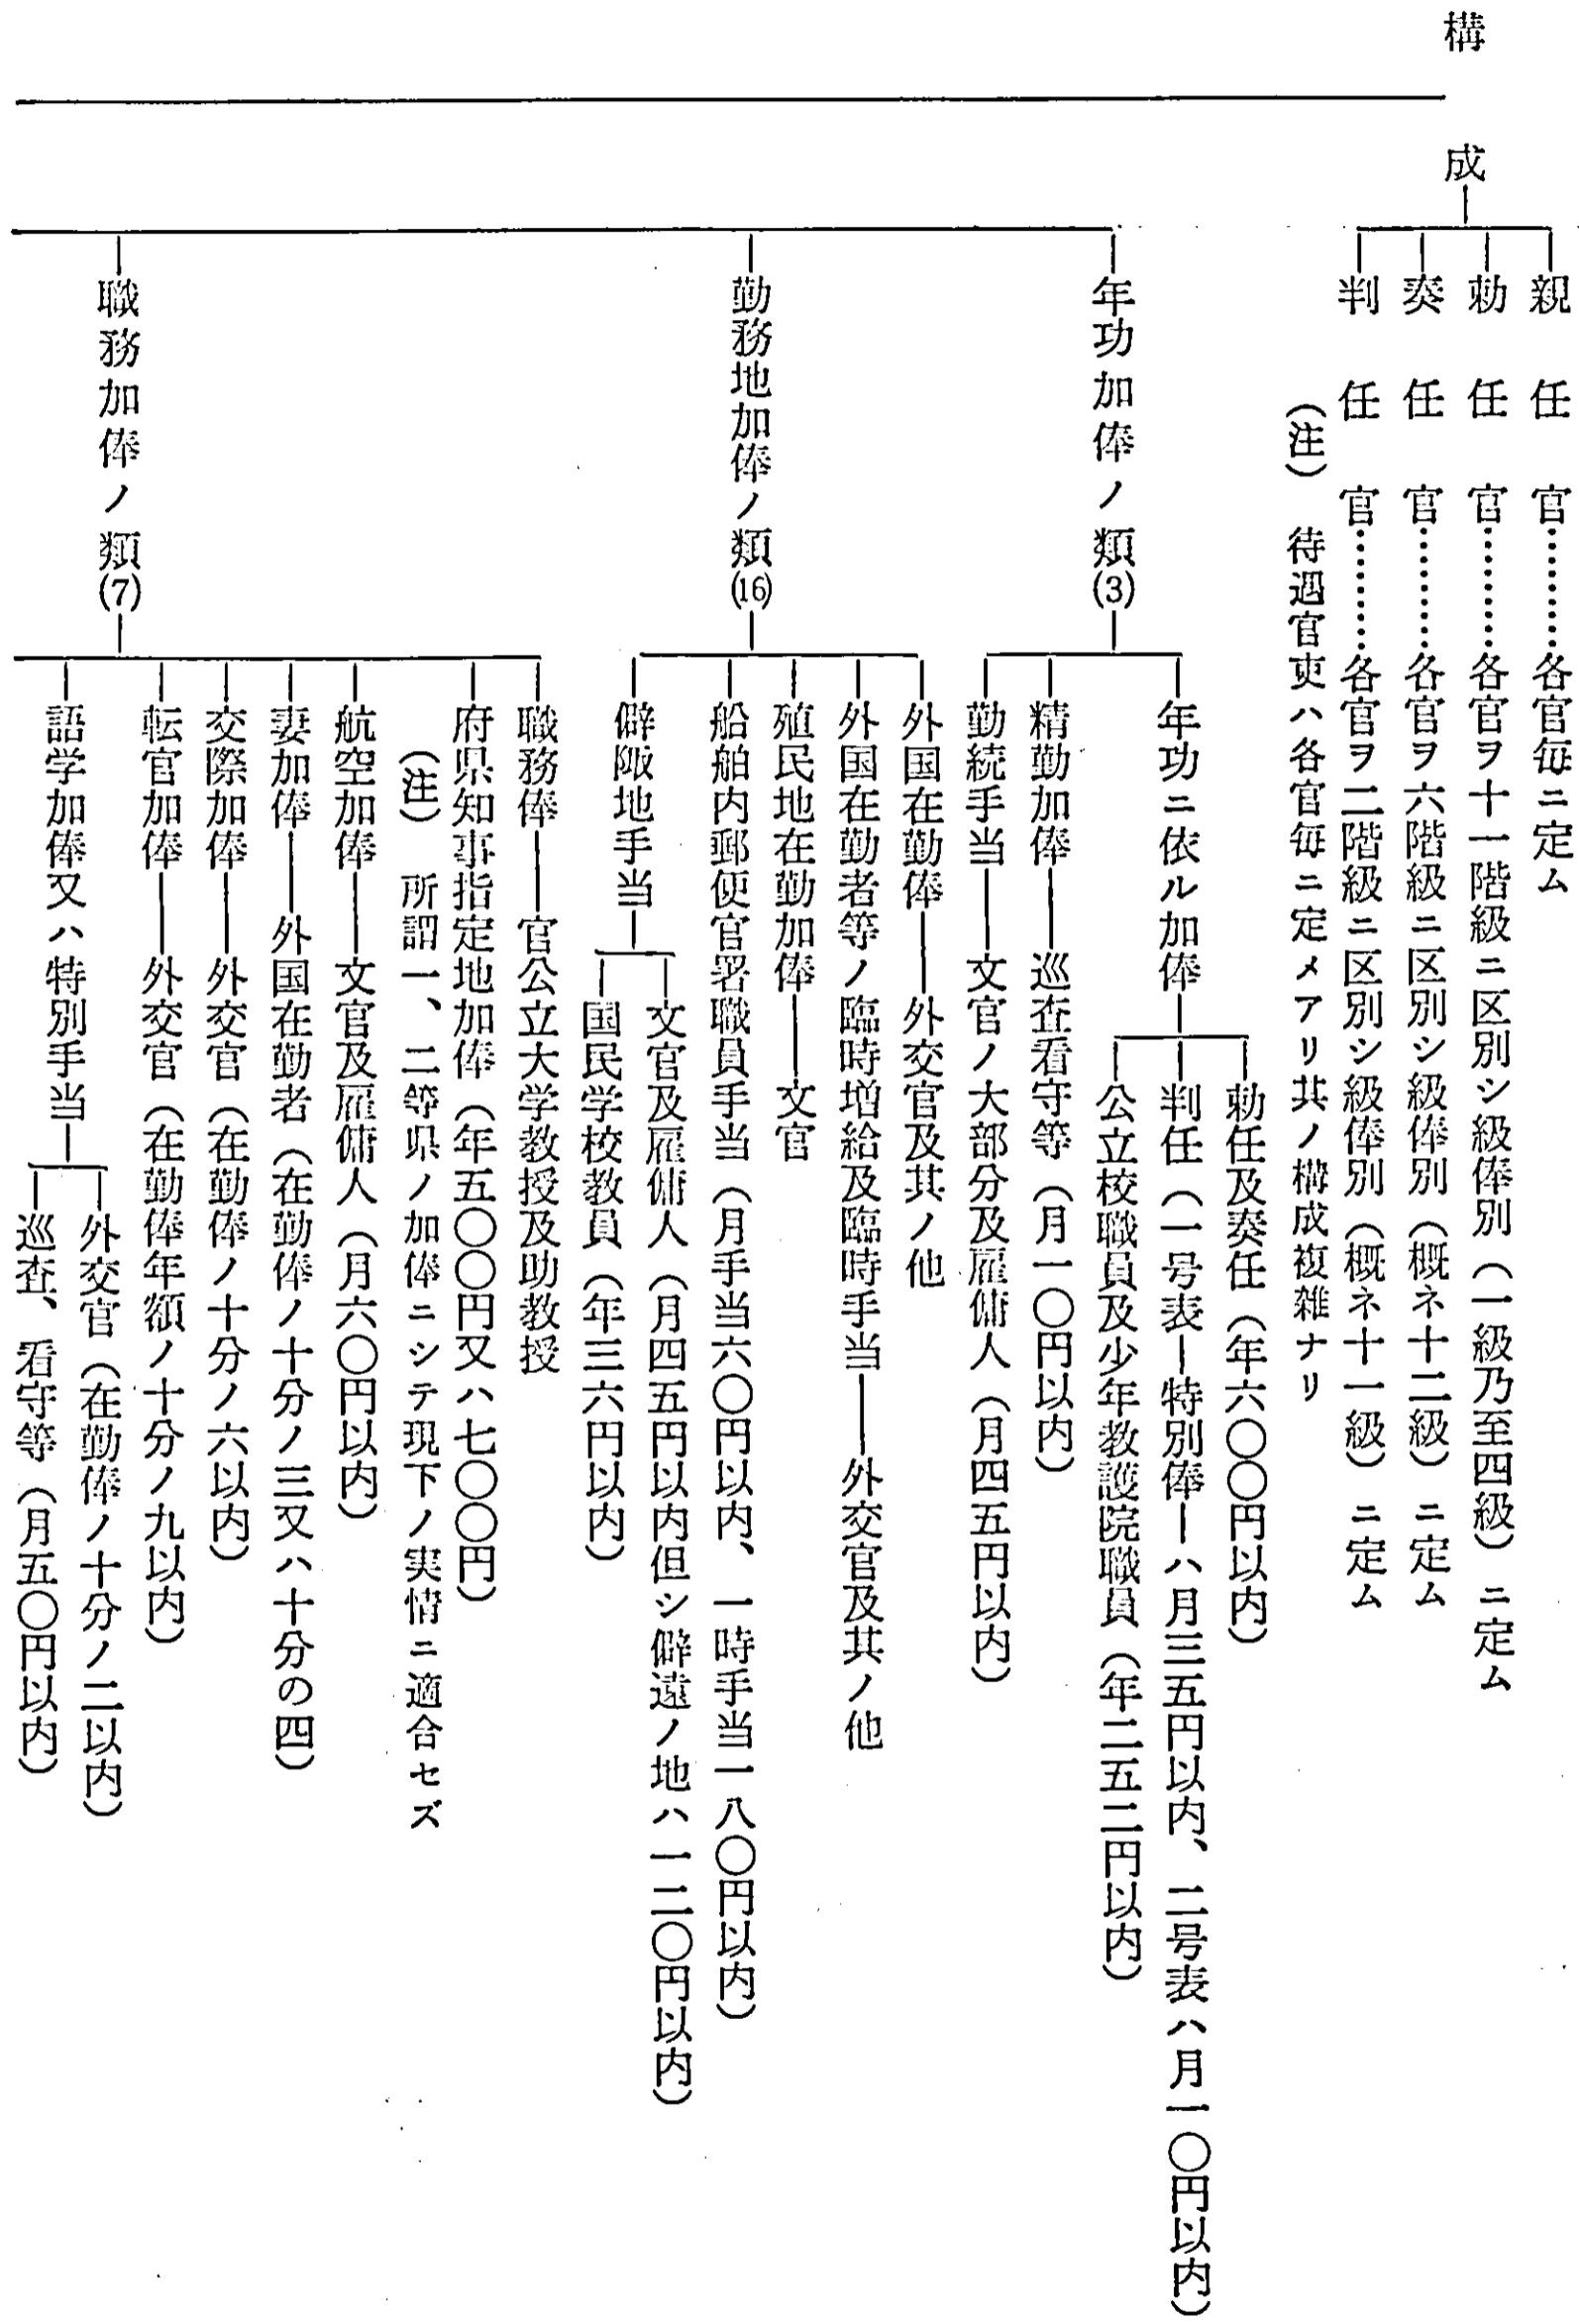 構
成
親任官………各官毎ニ定ム
勅任官………各官ヲ十一階級ニ区別シ級俸別（一級乃至四級）ニ定ム
奏任官………各官ヲ六階級ニ区別シ級俸別（概ネ十二級）ニ定ム
判任官………各官ヲ二階級ニ区別シ級俸別（概ネ十一級）ニ定ム
（注）　待遇官吏ハ各官毎ニ定メアリ其ノ構成複雑ナリ
年功加俸ノ類(3)
年功ニ依ル加俸
勅任及奏任（年六〇〇円以内）
判任（一号表―特別俸―ハ月三五円以内、二号表ハ月一〇円以内）
公立校職員及少年教護院職員（年二五二円以内）
精勤加俸――巡査看守等（月一〇円以内）
勤続手当――文官ノ大部分及雇傭人（月四五円以内）
勤務地加俸ノ類(16)
外国在勤俸――外交官及其ノ他
外国在勤者等ノ臨時増給及臨時手当――外交官及其ノ他
殖民地在勤加俸――文官
船舶内郵便官署職員手当（月手当六〇円以内、一時手当一八〇円以内）
僻陬地手当
文官及雇傭人（月四五円以内但シ僻遠ノ地ハ一二〇円以内）
国民学校教員（年三六円以内）
職務加俸ノ類(7)
職務俸――官公立大学教授及助教授
府県知事指定地加俸（年五〇〇円又ハ七〇〇円）
（注）　所謂一、二等県ノ加俸ニシテ現下ノ実情ニ適合セズ
航空加俸――文官及雇傭人（月六〇円以内）
妻加俸――外国在勤者（在勤俸ノ十分ノ三又ハ十分の四）
交際加俸――外交官（在勤俸ノ十分ノ六以内）
転官加俸――外交官（在勤俸年額ノ十分ノ九以内）
語学加俸又ハ特別手当
外交官（在勤俸ノ十分ノ二以内）
巡査、看守等（月五〇円以内）